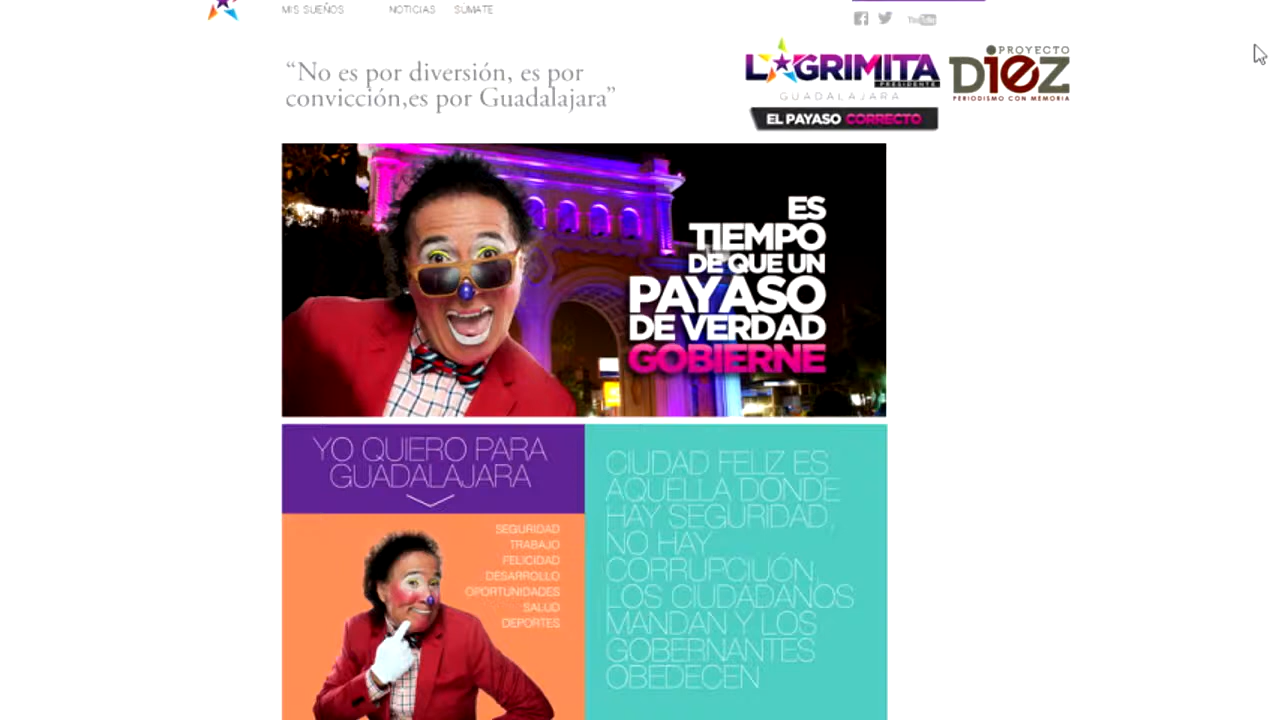 MIS SUEÑOS NOTICIAS SÚMATE
YouTube
“No es por diversión, es por
convicción,es por Guadalajara”
LAGRIMITA
PRESIDENTE
GUADALAJARA
EL PAYASO CORRECTO
PROYECTO
D1EZ
PERIODISMO CON MEMORIA
ES
TIEMPO
DE QUE UN
PAYASO
DE VERDAD
GOBIERNE
YO QUIERO PARA
GUADALAJARA
SEGURIDAD
TRABAJO
FELICIDAD
DESARROLLO
OPORTUNIDADES
SALUD
DEPORTES
CIUDAD FELIZ ES
AQUELLA DONDE
HAY SEGURIDAD,
NO HAY
CORRUPCIUÓN,
LOS CIUDADANOS
MANDAN Y LOS
GOBERNANTES
OBEDECEN